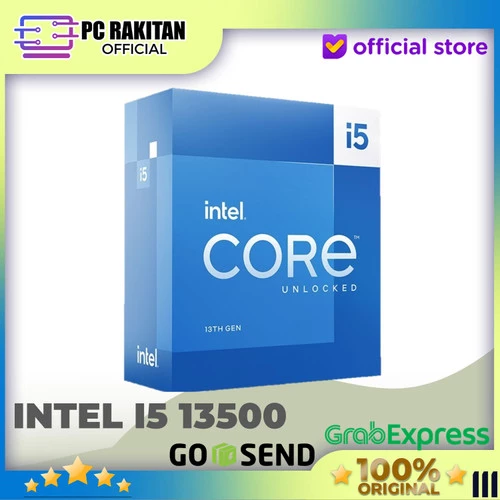 PC RAKITAN
OFFICIAL
official store
i5
i5
intel.
CORE™
UNLOCKED
13TH GEN
intel.
INTEL I5 13500
GO SEND
GrabExpress
100%
ORIGINAL